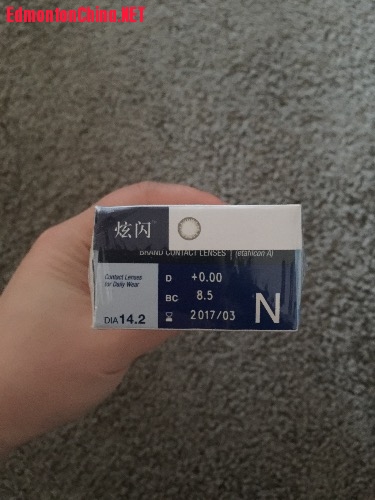 EdmontonChina.NET
炫闪
BRAND CONTACT LENSES (etafilcon A)
Contact Lenses
for Daily Wear
D +0.00
BC 8.5
DIA 14.2
2017/03
N